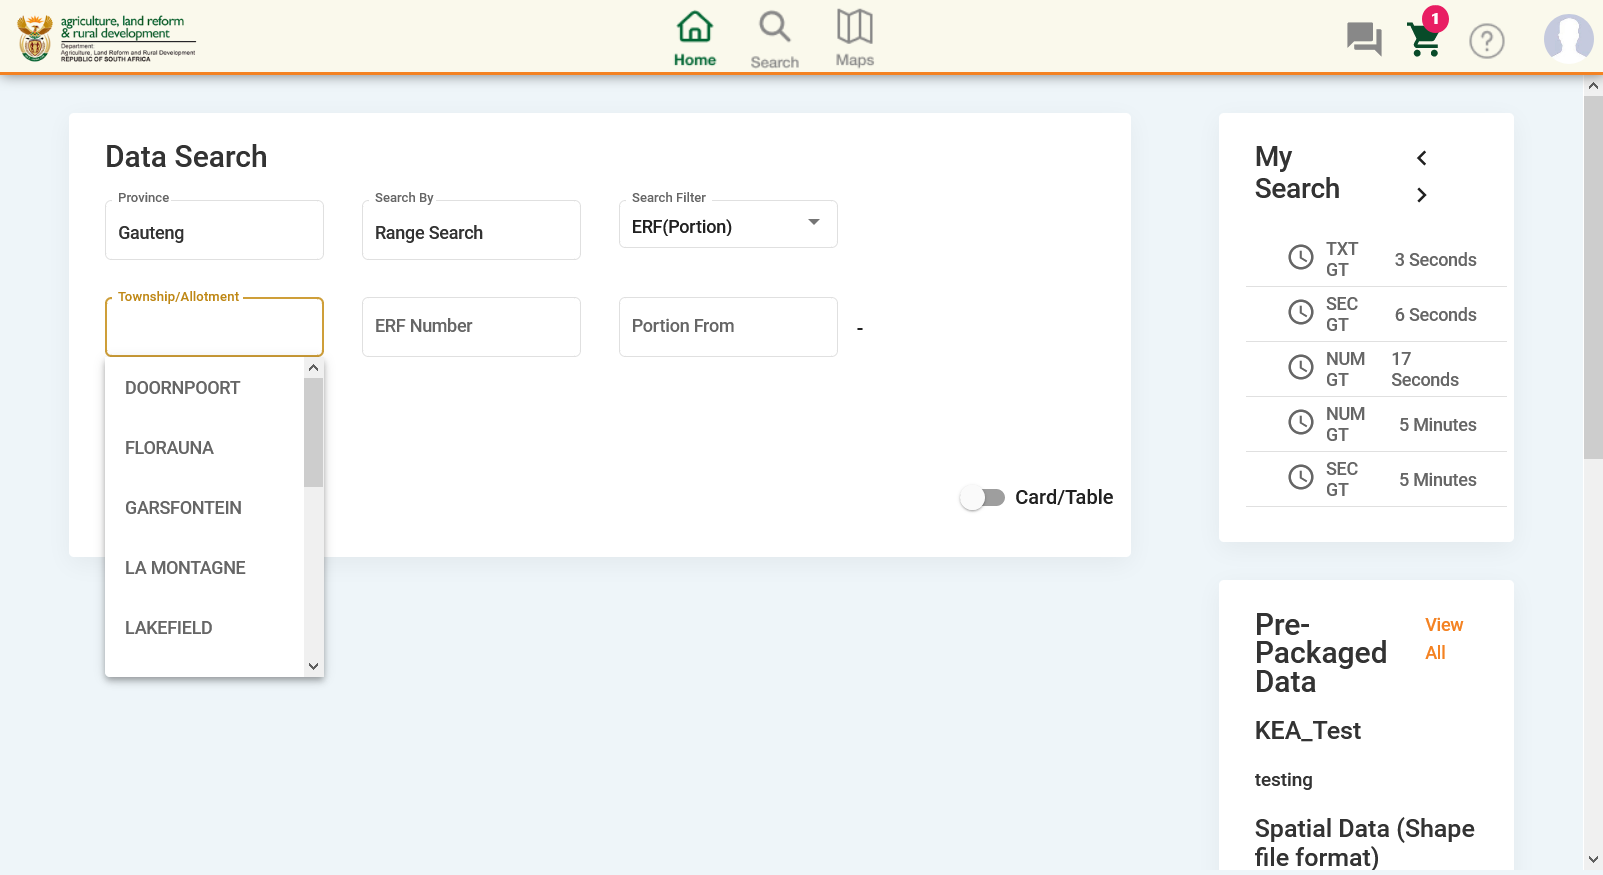 agriculture, land reform
& rural development
Department:
Agriculture, Land Reform and Rural Development
REPUBLIC OF SOUTH AFRICA
Home
Search
Maps
1
?
Data Search
Province
Gauteng
Search By
Range Search
Search Filter
ERF(Portion)
Township/Allotment
ERF Number
Portion From
-
DOORNPOORT
FLORAUNA
GARSFONTEIN
LA MONTAGNE
LAKEFIELD
Card/Table
My
Search
TXT
GT
3 Seconds
SEC
GT
6 Seconds
NUM
GT
17
Seconds
NUM
GT
5 Minutes
SEC
GT
5 Minutes
Pre-
Packaged
Data
View
All
KEA_Test
testing
Spatial Data (Shape
file format)